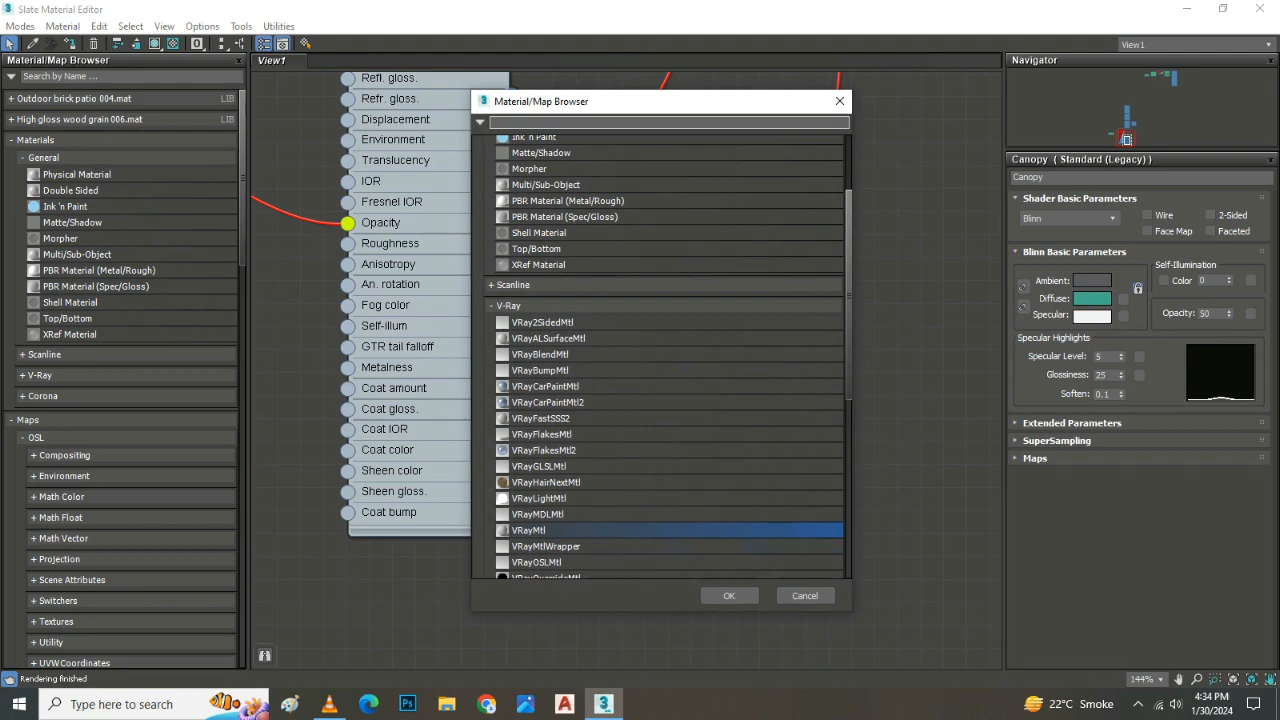 Slate Material Editor
Modes Material Edit Select View Options Tools Utilities
Material/Map Browser
Search by Name ...
+ Outdoor brick patio 004.mat LIB
+ High gloss wood grain 006.mat LIB
- Materials
- General
Physical Material
Double Sided
Ink 'n Paint
Matte/Shadow
Morpher
Multi/Sub-Object
PBR Material (Metal/Rough)
PBR Material (Spec/Gloss)
Shell Material
Top/Bottom
XRef Material
+ Scanline
+ V-Ray
+ Corona
- Maps
- OSL
+ Compositing
+ Environment
+ Math Color
+ Math Float
+ Math Vector
+ Projection
+ Scene Attributes
+ Switchers
+ Textures
+ Utility
+ UVWCoordinates
Rendering finished
View1
Refl. gloss.
Refr. gloss.
Displacement
Environment
Translucency
IOR
Fresnel IOR
Opacity
Roughness
Anisotropy
An. rotation
Fog color
Self-illum
GTR tail falloff
Metalness
Coat amount
Coat gloss.
Coat IOR
Coat color
Sheen color
Sheen gloss.
Coat bump
Material/Map Browser
Ink 'n Paint
Matte/Shadow
Morpher
Multi/Sub-Object
PBR Material (Metal/Rough)
PBR Material (Spec/Gloss)
Shell Material
Top/Bottom
XRef Material
+ Scanline
- V-Ray
VRay2SidedMtl
VRayALSurfaceMtl
VRayBlendMtl
VRayBumpMtl
VRayCarPaintMtl
VRayCarPaintMtl2
VRayFastSSS2
VRayFlakesMtl
VRayFlakesMtl2
VRayGLSLMtl
VRayHairNextMtl
VRayLightMtl
VRayMDLMtl
VRayMtl
VRayMtlWrapper
VRayOSLMtl
VRayOverrideMtl
OK Cancel
View1
Navigator
Canopy ( Standard (Legacy) )
Canopy
Shader Basic Parameters
Blinn Wire 2-Sided
Face Map Faceted
Blinn Basic Parameters
Self-Illumination
Ambient: Color 0
Diffuse:
Specular: Opacity: 50
Specular Highlights
Specular Level: 5
Glossiness: 25
Soften: 0.1
Extended Parameters
SuperSampling
Maps
144%
Type here to search
Ps
A
3
22°C Smoke
4:34 PM
1/30/2024